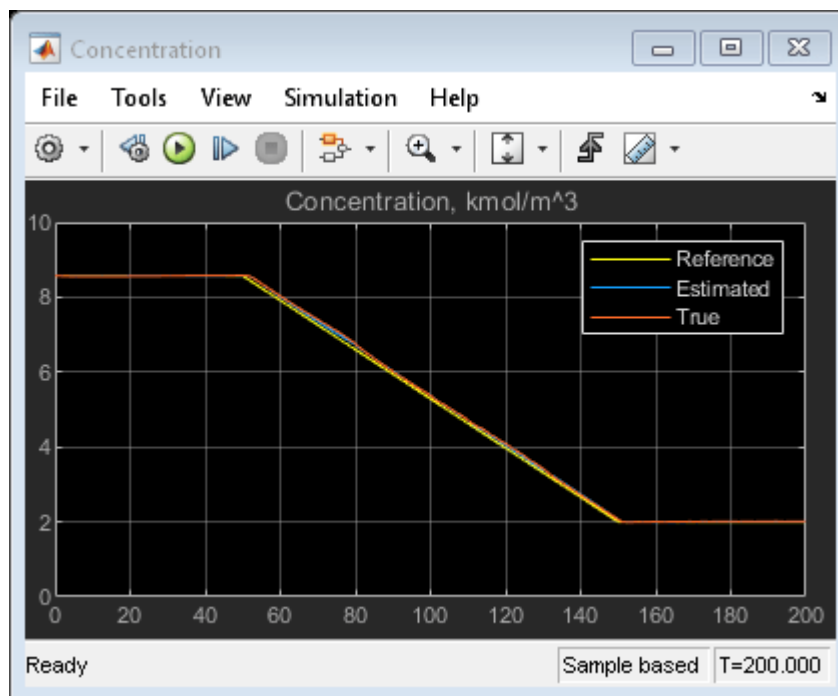 Concentration
File Tools View Simulation Help
Concentration, kmol/m^3
10
8
6
4
2
0
Reference
Estimated
True
0 20 40 60 80 100 120 140 160 180 200
Ready
Sample based T=200.000